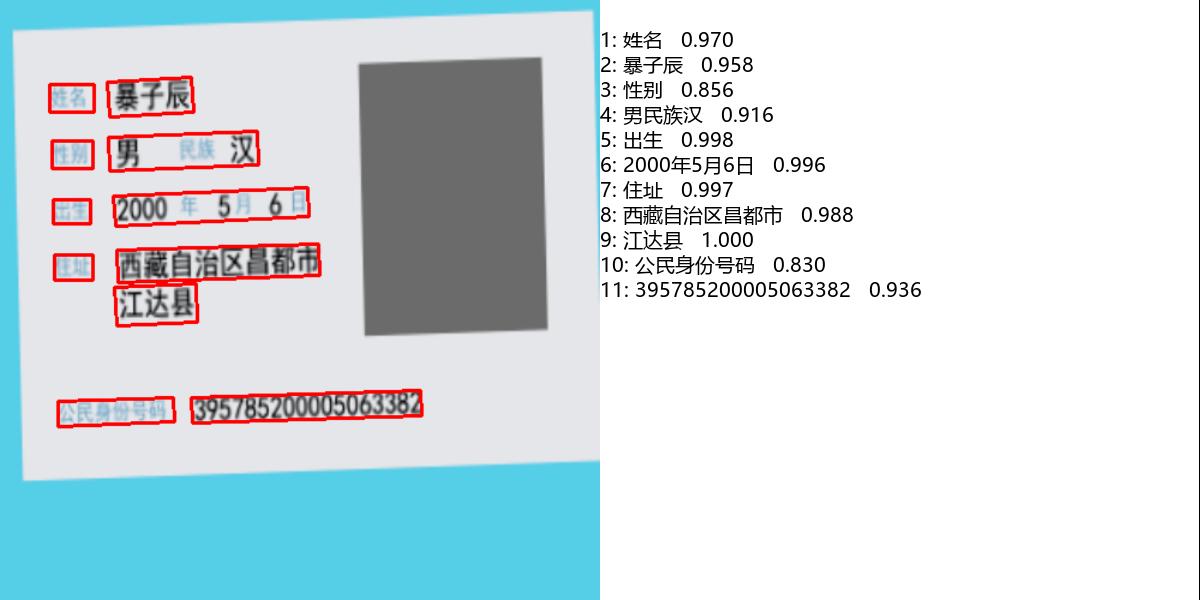 姓名 暴子辰
性别 男 民族 汉
出生 2000 年 5 月 6 日
住址 西藏自治区昌都市
江达县
公民身份号码 395785200005063382
1: 姓名 0.970
2: 暴子辰 0.958
3: 性别 0.856
4: 男民族汉 0.916
5: 出生 0.998
6: 2000年5月6日 0.996
7: 住址 0.997
8: 西藏自治区昌都市 0.988
9: 江达县 1.000
10: 公民身份号码 0.830
11: 395785200005063382 0.936